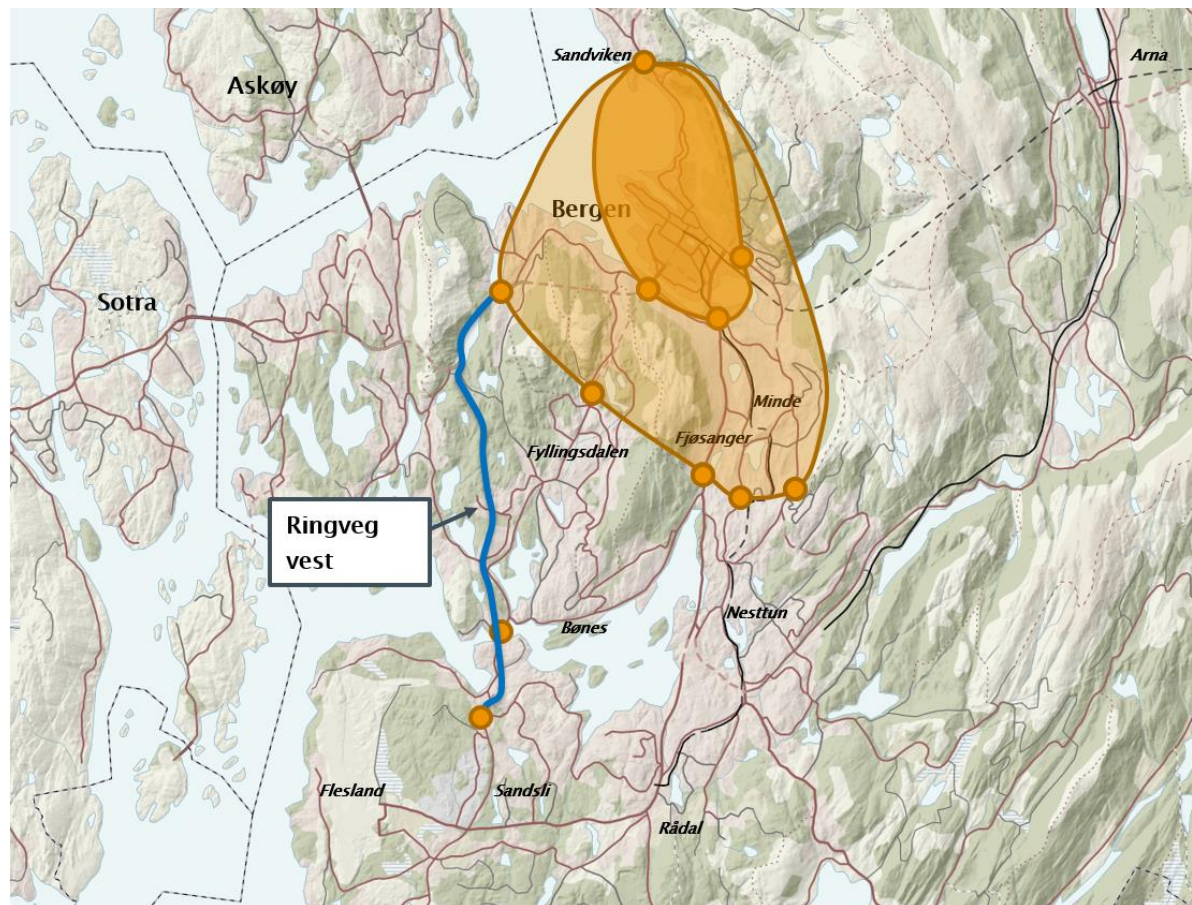 Sandviken
Arna
Askøy
Bergen
Sotra
Minde
Fjøsanger
Fyllingsdalen
Ringveg
vest
Nesttun
Bønes
Flesland
Sandsli
Rådal